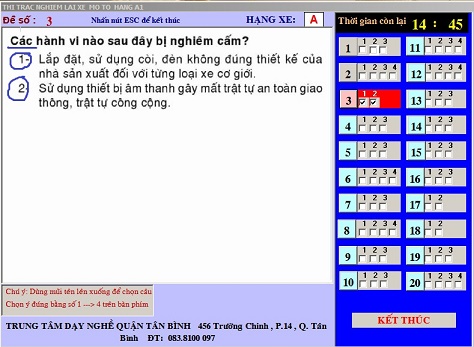 THI TRAC NGHIEM LAI XE MO TO HANG A1
Đề số : 3 Nhấn nút ESC để kết thúc HẠNG XE: A
Các hành vi nào sau đây bị nghiêm cấm?
1- Lắp đặt, sử dụng còi, đèn không đúng thiết kế của
nhà sản xuất đối với từng loại xe cơ giới.
2- Sử dụng thiết bị âm thanh gây mất trật tự an toàn giao
thông, trật tự công cộng.
Chú ý: Dùng mũi tên lên xuống để chọn câu
Chọn ý đúng bằng số 1 ---> 4 trên bàn phím
TRUNG TÂM DẠY NGHỀ QUẬN TÂN BÌNH 456 Trường Chinh , P.14 , Q. Tân
Bình ĐT: 083.8100 097
Thời gian còn lại 14 : 45
1 1 2 3 11 1 2 3 4
2 1 2 3 12 1 2 3 4
3 1 2 13 1 2 3
4 1 2 3 14 1 2 3
5 1 2 3 15 1 2 3
6 1 2 3 4 16 1 2 3
7 1 2 3 17 1 2
8 1 2 3 4 18 1 2
9 1 2 3 19 1 2 3
10 1 2 3 4 20 1 2 3 4
KẾT THÚC